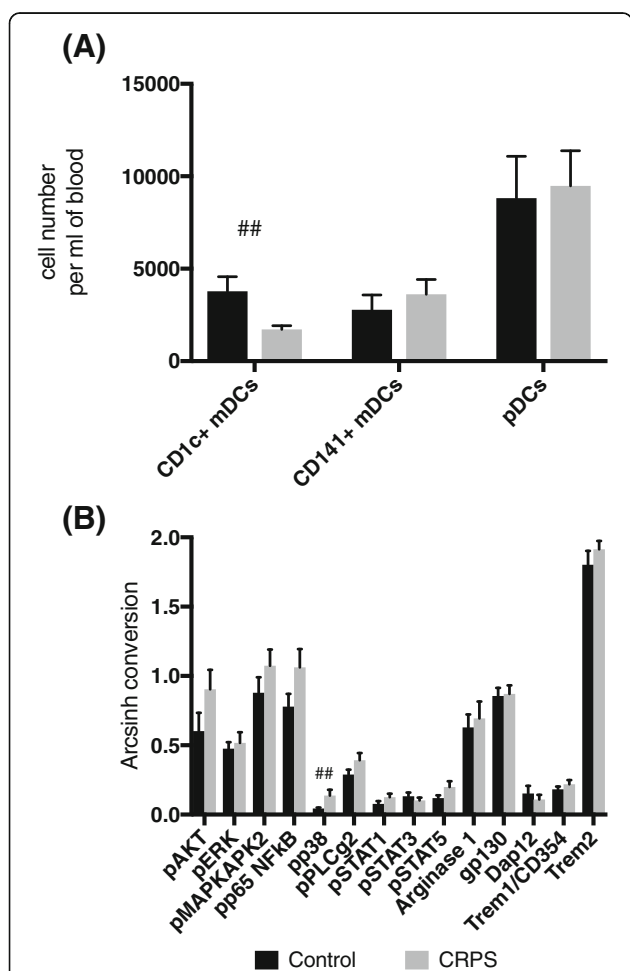 (A)
15000
10000
5000
0
cell number
per ml of blood
##
CD1c+ mDCs
CD141+ mDCs
pDCs
(B)
2.0
1.5
1.0
0.5
0.0
Arcsinh conversion
##
pAKT
pERK
pMAPKAPK2
pp65 NFkB
pp38
pPLCg2
pSTAT1
pSTAT3
pSTAT5
Arginase 1
gp130
Dap12
Trem1/CD354
Trem2
Control
CRPS